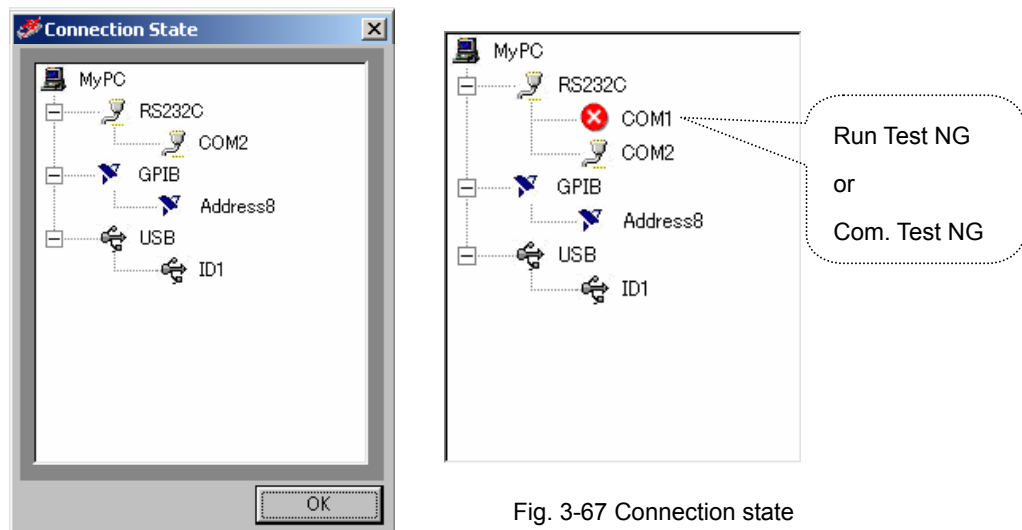 Connection State
MyPC
RS232C
COM2
GPIB
Address8
USB
ID1
OK
MyPC
RS232C
COM1
COM2
GPIB
Address8
USB
ID1
Run Test NG
or
Com. Test NG
Fig. 3-67 Connection state